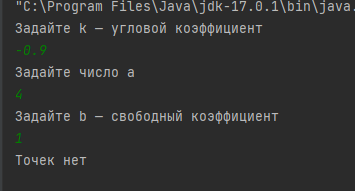 "C:\Program Files\Java\jdk-17.0.1\bin\java.
Задайте k – угловой коэффициент
-0.9
Задайте число a
4
Задайте b – свободный коэффициент
1
Точек нет